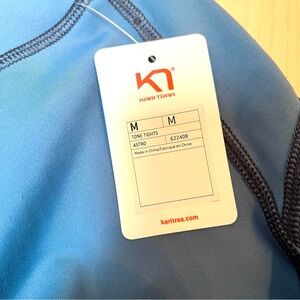 KARI TRAA
M M
TONE TIGHTS
ASTRO 622408
Made in China/Fabriqué en Chine
karitraa.com